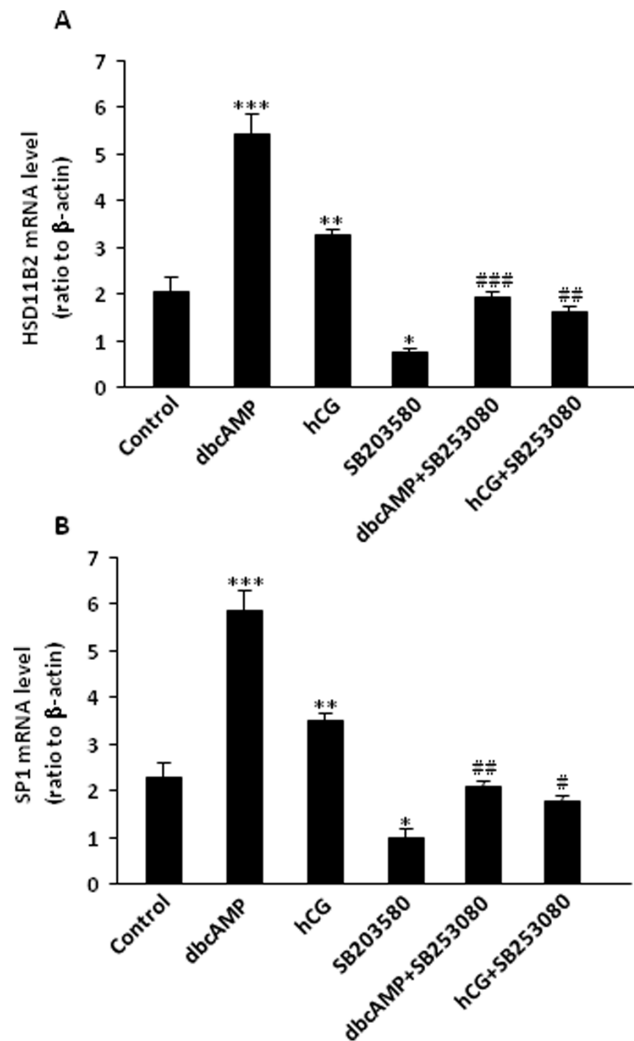 A
HSD11B2 mRNA level
(ratio to β-actin)
7
6
5
4
3
2
1
0
***
**
*
###
##
Control
dbcAMP
hCG
SB203580
dbcAMP+SB253080
hCG+SB253080
B
SP1 mRNA level
(ratio to β-actin)
7
6
5
4
3
2
1
0
***
**
*
##
#
Control
dbcAMP
hCG
SB203580
dbcAMP+SB253080
hCG+SB253080